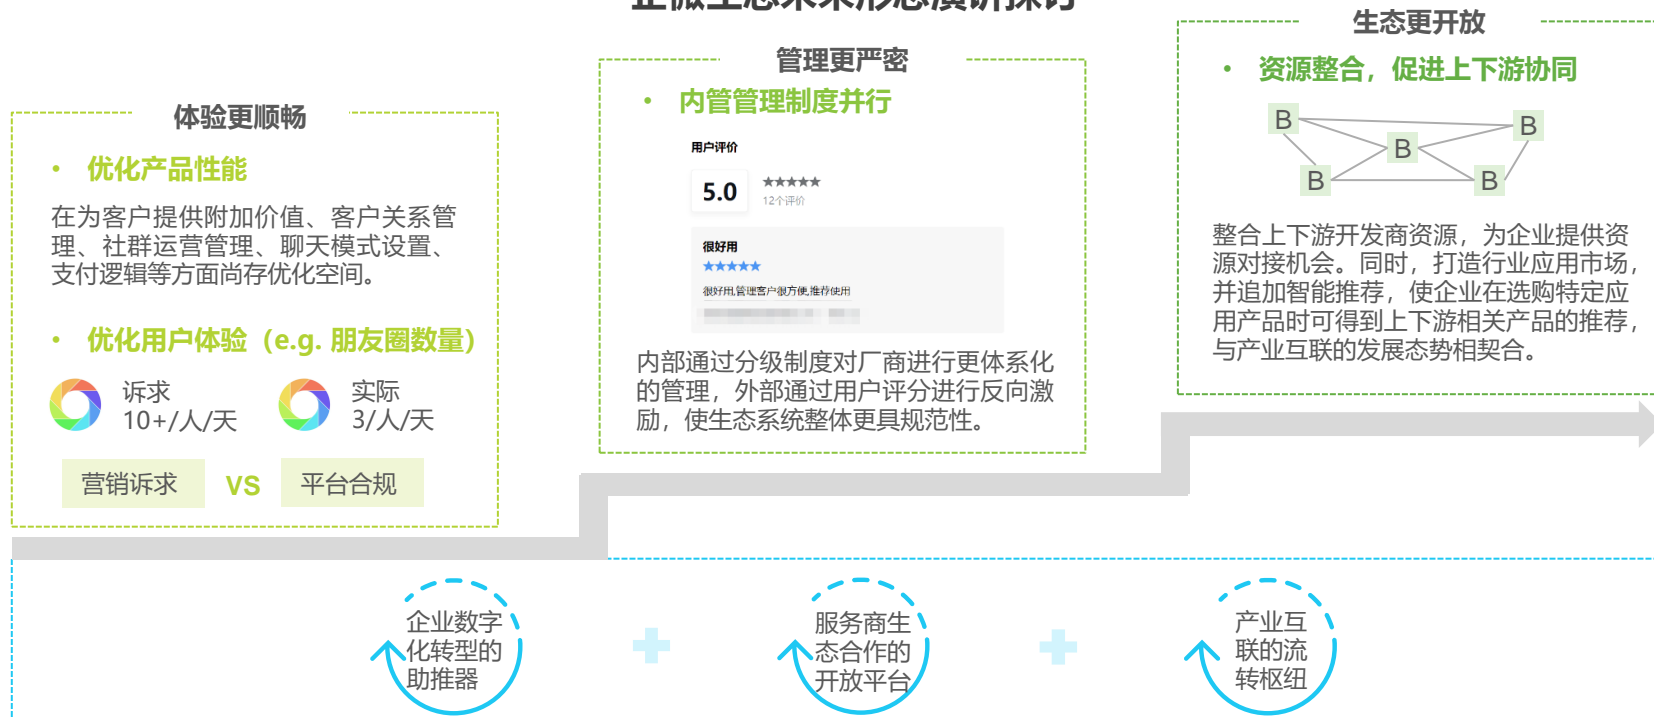 企微生态未来形态演研探讨
体验更顺畅
• 优化产品性能
在为客户提供附加价值、客户关系管
理、社群运营管理、聊天模式设置、
支付逻辑等方面尚存优化空间。
• 优化用户体验（e.g. 朋友圈数量）
诉求
10+/人/天
实际
3/人/天
营销诉求
VS
平台合规
管理更严密
• 内管管理制度并行
用户评价
5.0
★★★★★
12个评价
很好用
★★★★★
很好用,管理客户很方便,推荐使用
内部通过分级制度对厂商进行更体系化
的管理，外部通过用户评分进行反向激
励，使生态系统整体更具规范性。
生态更开放
• 资源整合，促进上下游协同
B
B
B
B
B
整合上下游开发商资源，为企业提供资
源对接机会。同时，打造行业应用市场，
并追加智能推荐，使企业在选购特定应
用产品时可得到上下游相关产品的推荐，
与产业互联的发展态势相契合。
企业数字
化转型的
助推器
服务商生
态合作的
开放平台
产业互
联的流
转枢纽